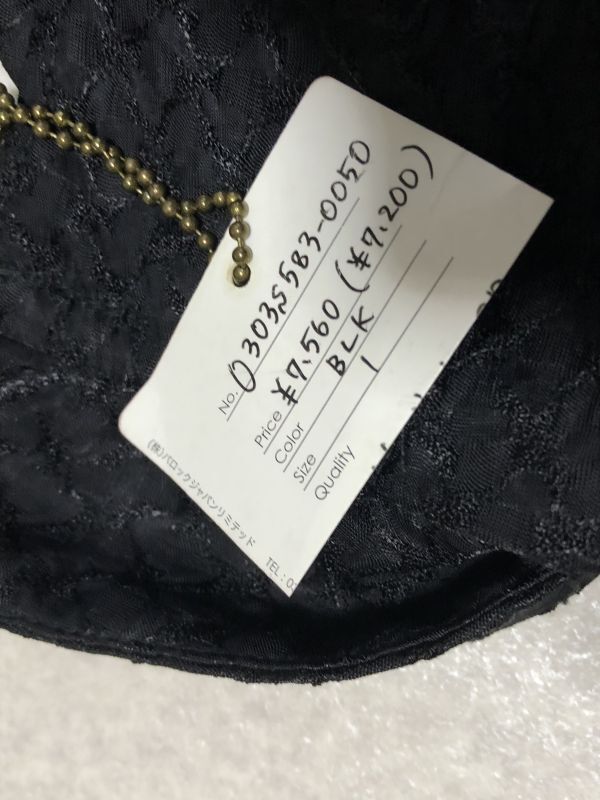 No. 0303S583-0050
Price ¥7.560 (¥7.200)
Color BLK
Size 1
Quality
(株)バロックジャパンリミテッド TEL:03